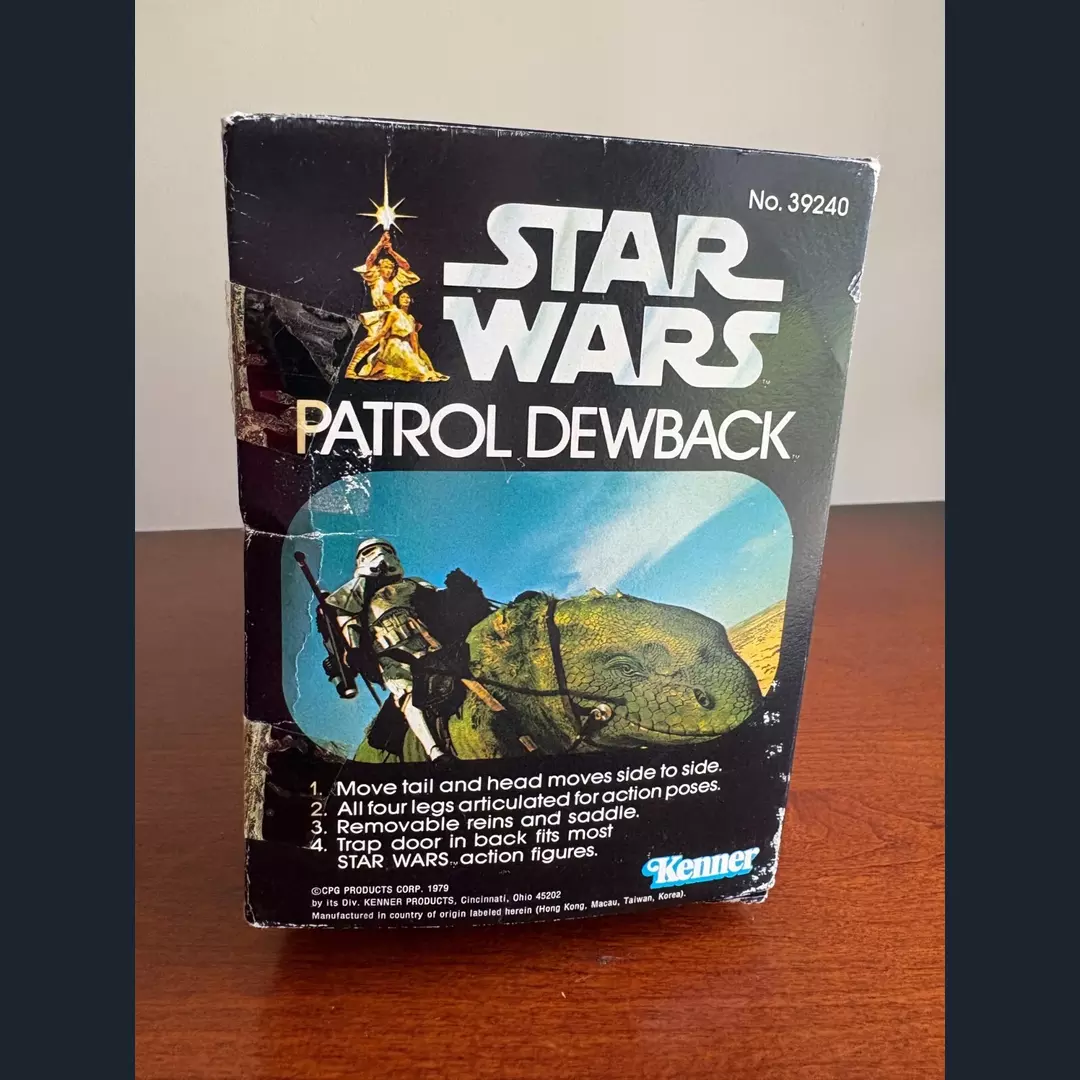 No. 39240
STAR
WARS
TM
PATROL DEWBACK
TM
1. Move tail and head moves side to side.
2. All four legs articulated for action poses.
3. Removable reins and saddle.
4. Trap door in back fits most
STAR WARS TM action figures.
Kenner
©CPG PRODUCTS CORP. 1979
by its Div. KENNER PRODUCTS, Cincinnati, Ohio 45202
Manufactured in country of origin labeled herein (Hong Kong, Macau, Taiwan, Korea).